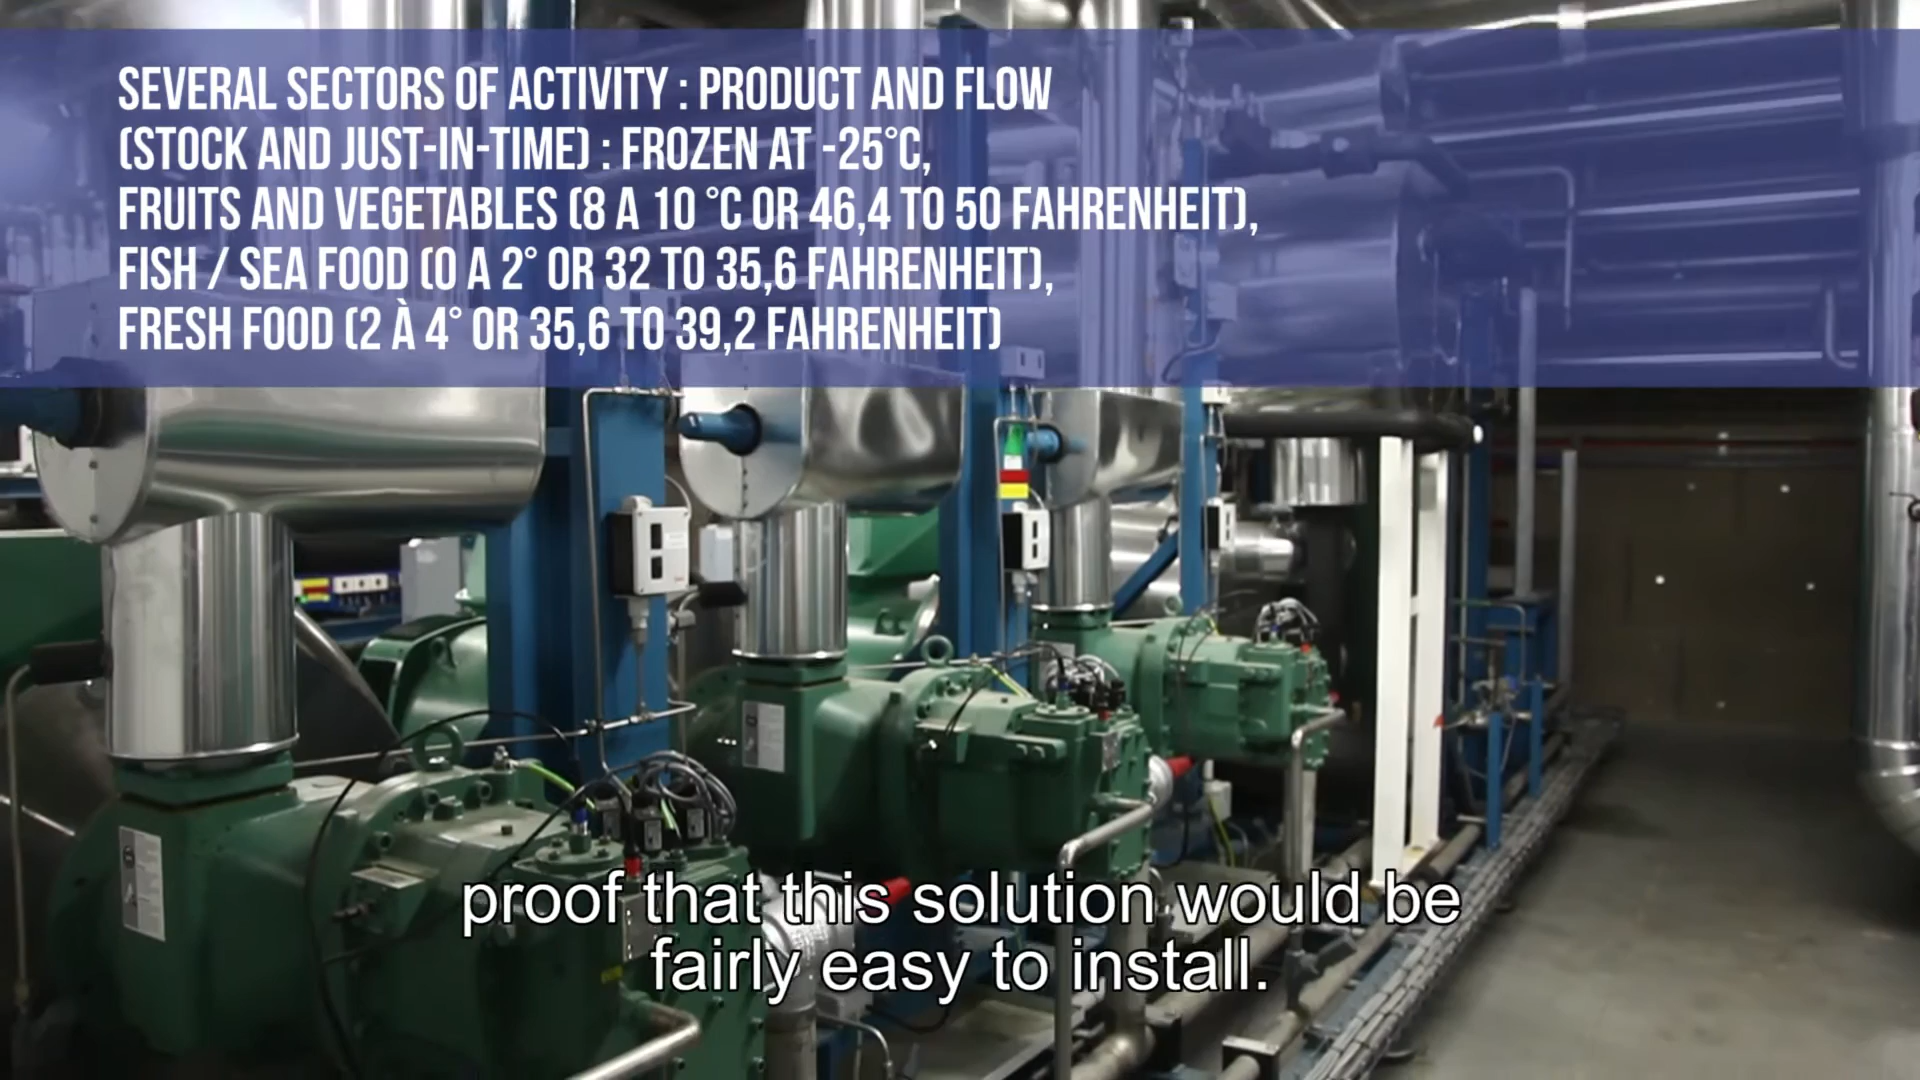 SEVERAL SECTORS OF ACTIVITY : PRODUCT AND FLOW
(STOCK AND JUST-IN-TIME) : FROZEN AT -25°C,
FRUITS AND VEGETABLES (8 A 10 °C OR 46,4 TO 50 FAHRENHEIT),
FISH / SEA FOOD (0 A 2° OR 32 TO 35,6 FAHRENHEIT),
FRESH FOOD (2 À 4° OR 35,6 TO 39,2 FAHRENHEIT)
proof that this solution would be
fairly easy to install.